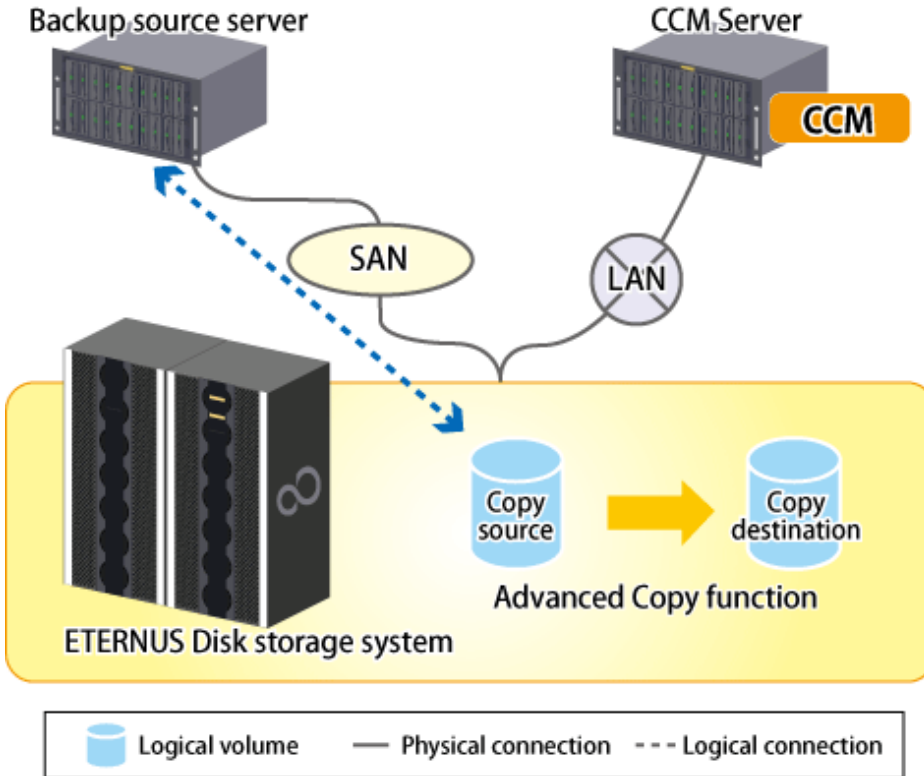 Backup source server
CCM Server
CCM
SAN
LAN
8
Copy
source
Copy
destination
Advanced Copy function
ETERNUS Disk storage system
Logical volume
Physical connection
Logical connection